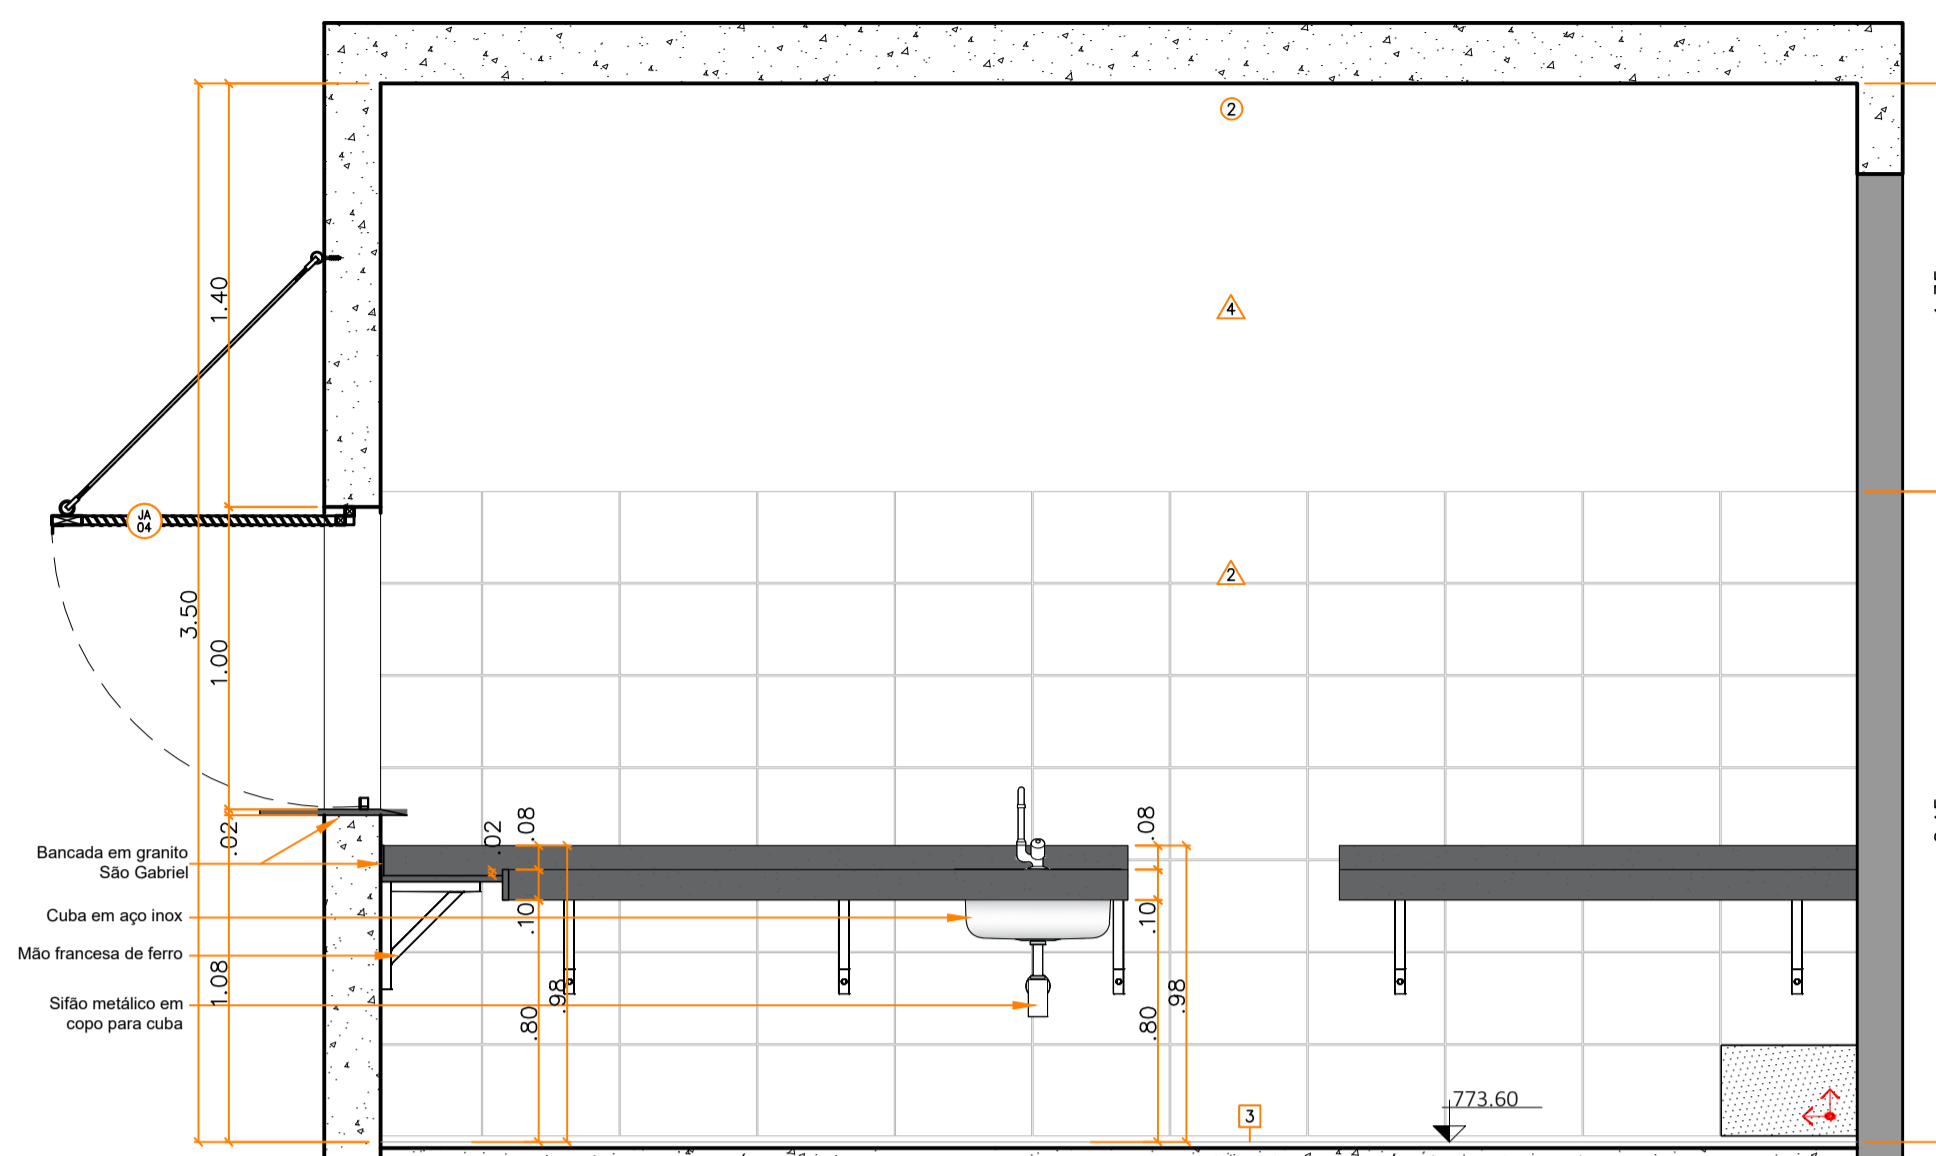 2
4
1.40
JA
04
2
3.50
1.00
.02
.02
.08
.08
Bancada em granito
São Gabriel
Cuba em aço inox
.10
.10
Mão francesa de ferro
1.08
.98
.98
Sifão metálico em
copo para cuba
.80
.80
773.60
3